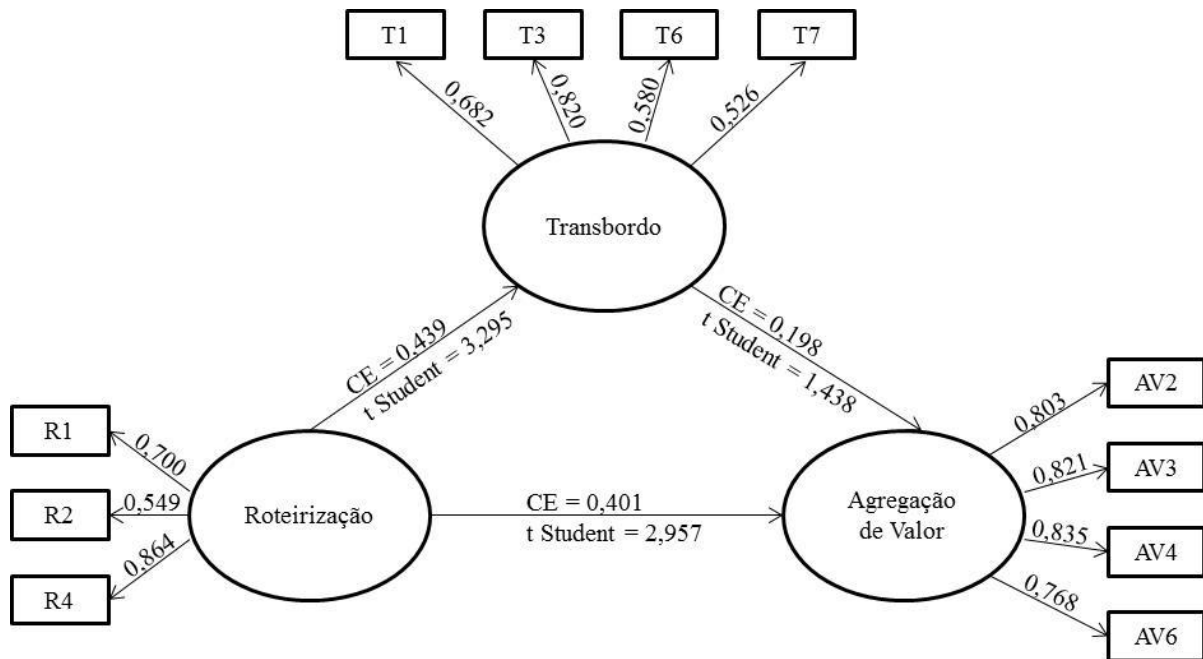 T1
T3
T6
T7
0,682
0,820
0,580
0,526
Transbordo
CE = 0,439
t Student = 3,295
CE = 0,198
t Student = 1,438
R1
R2
R4
0,700
0,549
0,864
Roteirização
CE = 0,401
t Student = 2,957
Agregação
de Valor
0,803
0,821
0,835
0,768
AV2
AV3
AV4
AV6